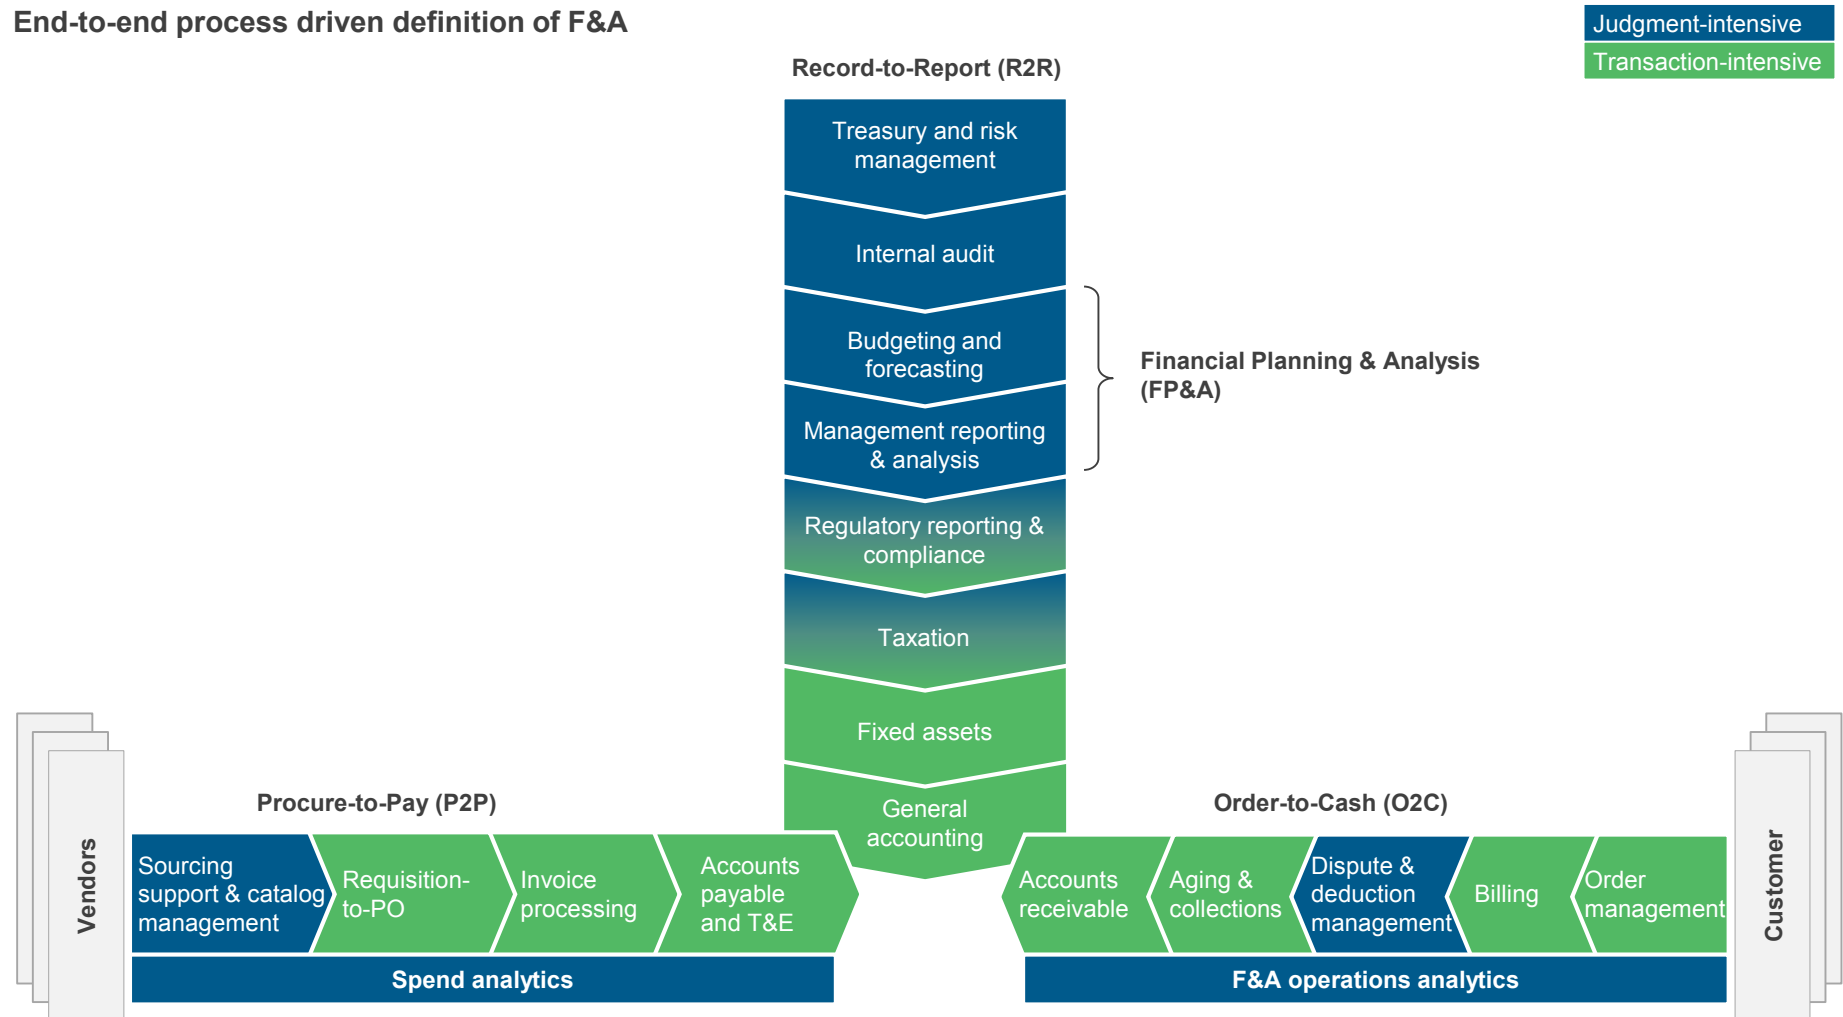 End-to-end process driven definition of F&A
Judgment-intensive
Transaction-intensive
Record-to-Report (R2R)
Treasury and risk
management
Internal audit
Budgeting and
forecasting
Management reporting
& analysis
Financial Planning & Analysis
(FP&A)
Regulatory reporting &
compliance
Taxation
Fixed assets
General
accounting
Procure-to-Pay (P2P)
Vendors
Sourcing
support & catalog
management
Requisition-
to-PO
Invoice
processing
Accounts
payable
and T&E
Spend analytics
Order-to-Cash (O2C)
Accounts
receivable
Aging &
collections
Dispute &
deduction
management
Billing
Order
management
F&A operations analytics
Customer